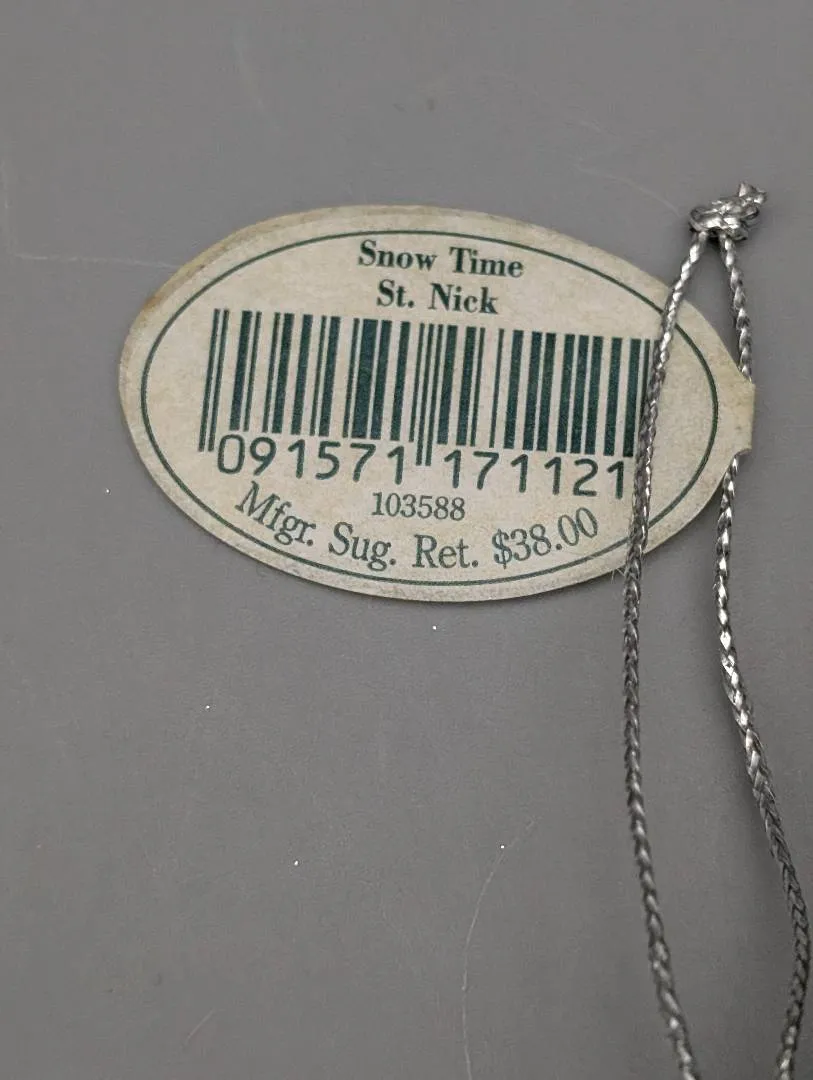 Snow Time
St. Nick
091571 171121
103588
Mfgr. Sug. Ret. $38.00